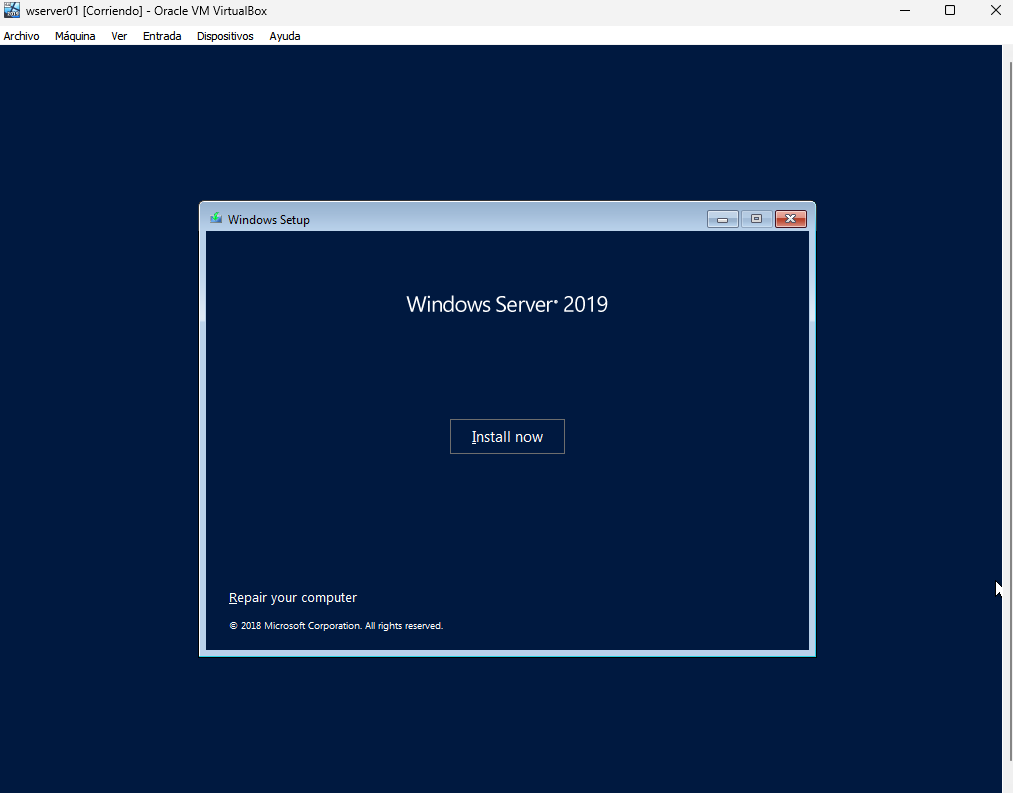 wserver01 [Corriendo] - Oracle VM VirtualBox
Archivo Máquina Ver Entrada Dispositivos Ayuda
Windows Setup
Windows Server® 2019
Install now
Repair your computer
© 2018 Microsoft Corporation. All rights reserved.